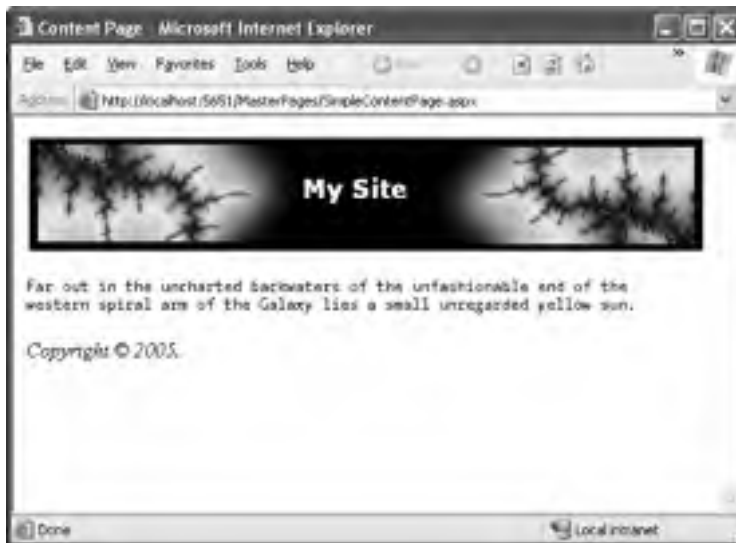 Content Page - Microsoft Internet Explorer
File Edit View Favorites Tools Help
Address http://localhost:5651/MasterPages/SimpleContentPage.aspx
My Site
Far out in the uncharted backwaters of the unfashionable end of the
western spiral arm of the Galaxy lies a small unregarded yellow sun.
Copyright © 2005.
Done Local intranet